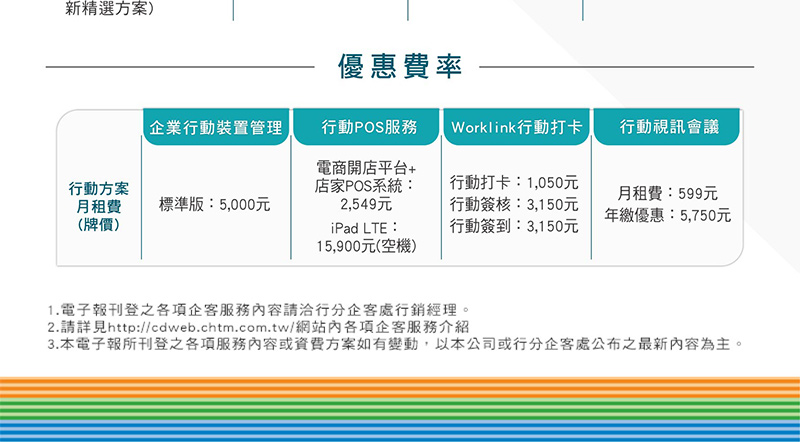 新精選方案)
優惠費率
企業行動裝置管理
行動POS服務
Worklink行動打卡
行動視訊會議
行動方案
月租費
(牌價)
標準版：5,000元
電商開店平台+
店家POS系統：
2,549元
iPad LTE：
15,900元(空機)
行動打卡：1,050元
行動簽核：3,150元
行動簽到：3,150元
月租費：599元
年繳優惠：5,750元
1.電子報刊登之各項企客服務內容請洽行分企客處行銷經理。
2.請詳見http://cdweb.chtm.com.tw/網站內各項企客服務介紹
3.本電子報所刊登之各項服務內容或資費方案如有變動，以本公司或行分企客處公布之最新內容為主。